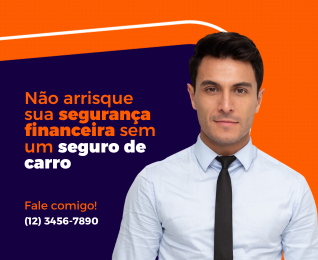 Não arrisque
sua segurança
financeira sem
um seguro de
carro
Fale comigo!
(12) 3456-7890